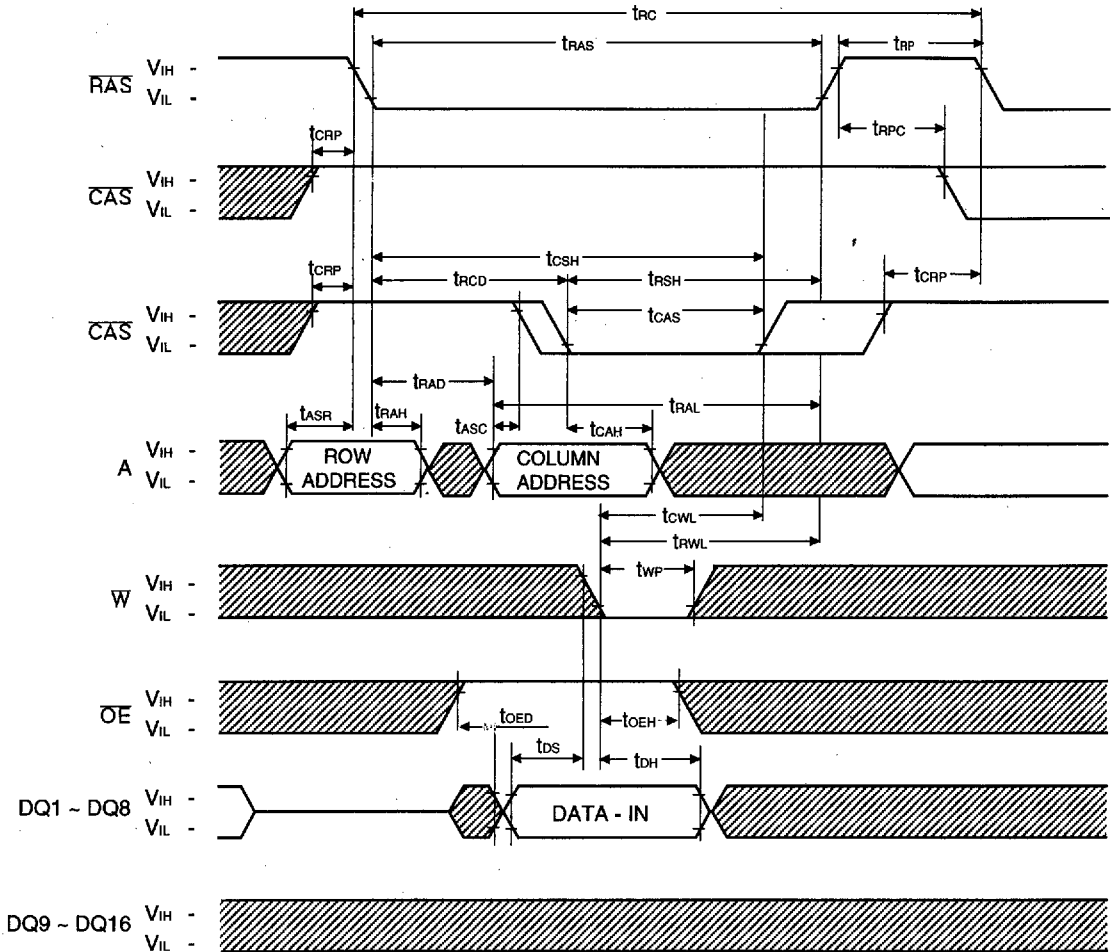 tRC
tRAS
tRP
RAS
VIH -
VIL -
tCRP
tRPC
CAS
VIH -
VIL -
tCSH
tCRP
tRCD
tRSH
tCRP
CAS
VIH -
VIL -
tCAS
tRAD
tRAL
tASR
tRAH
tASC
tCAH
A
VIH -
VIL -
ROW
ADDRESS
COLUMN
ADDRESS
tCWL
tRWL
W
VIH -
VIL -
tWP
OE
VIH -
VIL -
tOED
tOEH
tDS
tDH
DQ1 ~ DQ8
VIH -
VIL -
DATA - IN
DQ9 ~ DQ16
VIH -
VIL -